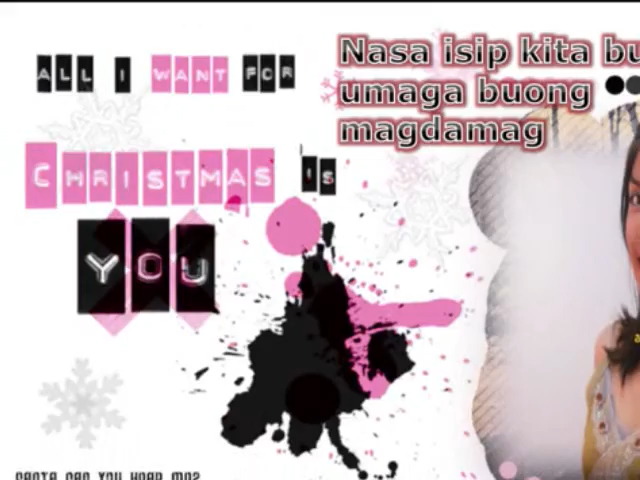 ALL I WANT FOR
CHRISTMAS IS
YOU
Nasa isip kita bu
umaga buong
magdamag
SANTA CAN YOU HEAR ME?